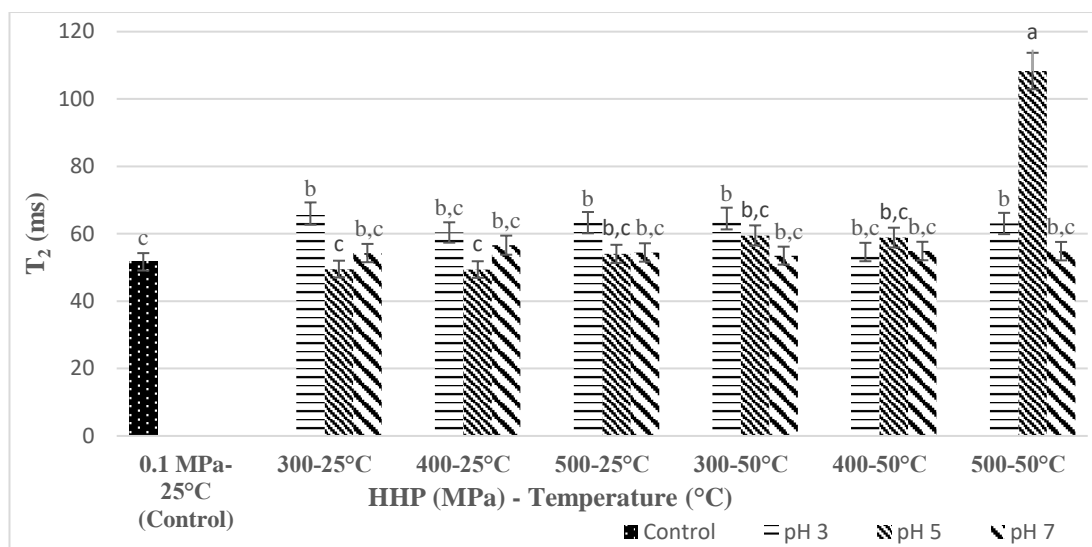 120
100
80
60
40
20
0
T2 (ms)
c
b
c
b,c
b,c
c
b,c
b
b,c
b,c
b
b,c
b,c
b,c
b,c
b,c
b
a
b,c
0.1 MPa-
25°C
(Control)
300-25°C
400-25°C
500-25°C
300-50°C
400-50°C
500-50°C
HHP (MPa) - Temperature (°C)
Control
pH 3
pH 5
pH 7